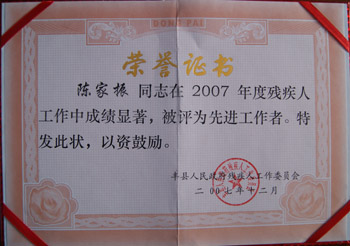 荣誉证书
陈家振 同志在 2007 年度残疾人
工作中成绩显著，被评为先进工作者。特
发此状，以资鼓励。
丰县人民政府残疾人工作委员会
二〇〇七年十二月